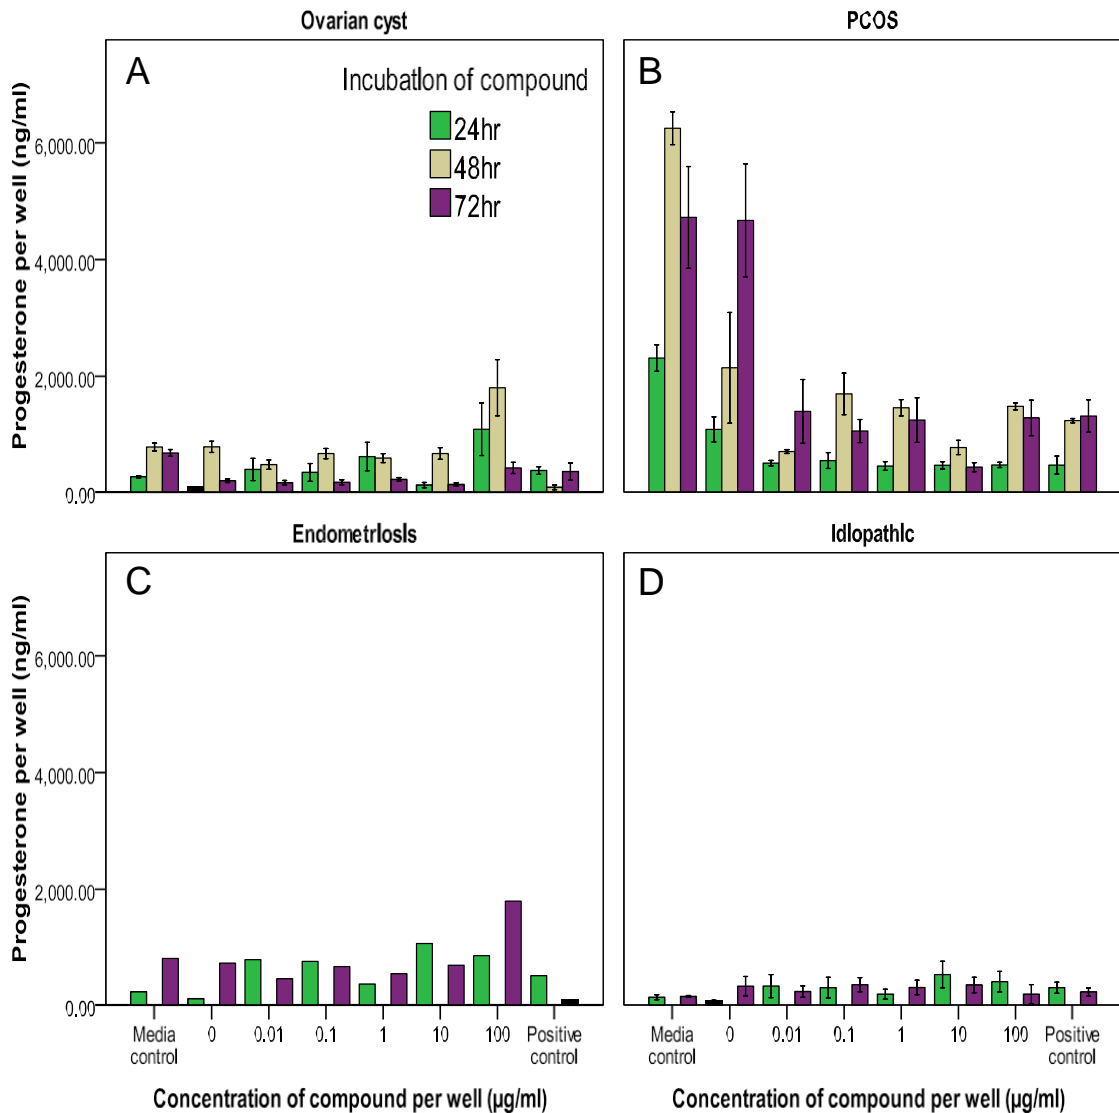 Ovarian cyst
PCOS
A
Incubation of compound
24hr
48hr
72hr
B
Progesterone per well (ng/ml)
6,000.00
4,000.00
2,000.00
0.00
Endometriosis
Idiopathic
C
D
Progesterone per well (ng/ml)
6,000.00
4,000.00
2,000.00
0.00
Media control
0
0.01
0.1
1
10
100
Positive control
Media control
0
0.01
0.1
1
10
100
Positive control
Concentration of compound per well (μg/ml)
Concentration of compound per well (μg/ml)